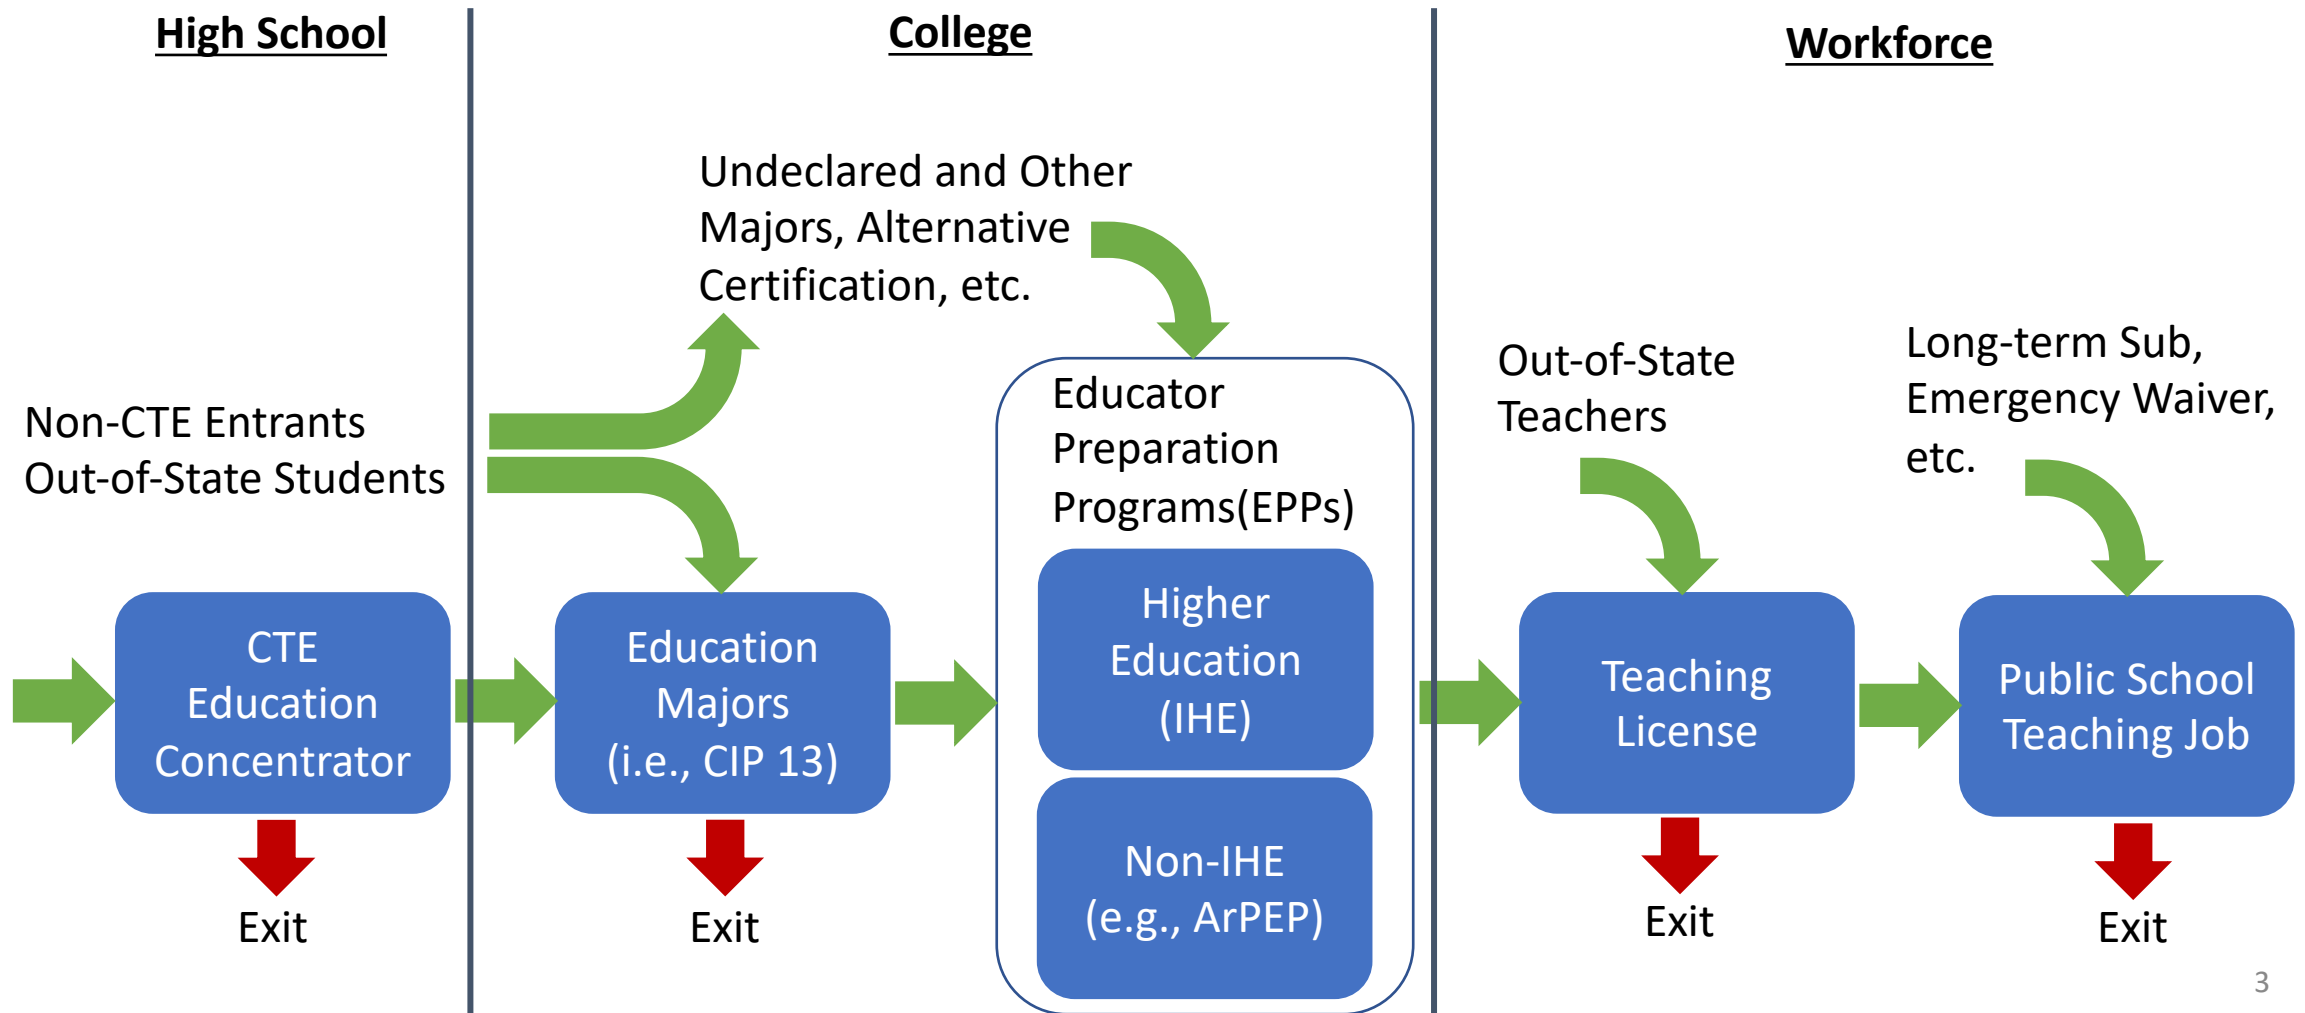 High School
College
Workforce
Undeclared and Other
Majors, Alternative
Certification, etc.
Non-CTE Entrants
Out-of-State Students
Educator
Preparation
Programs(EPPs)
Out-of-State
Teachers
Long-term Sub,
Emergency Waiver,
etc.
CTE
Education
Concentrator
Education
Majors
(i.e., CIP 13)
Higher
Education
(IHE)
Non-IHE
(e.g., ArPEP)
Teaching
License
Public School
Teaching Job
Exit
Exit
Exit
Exit
3